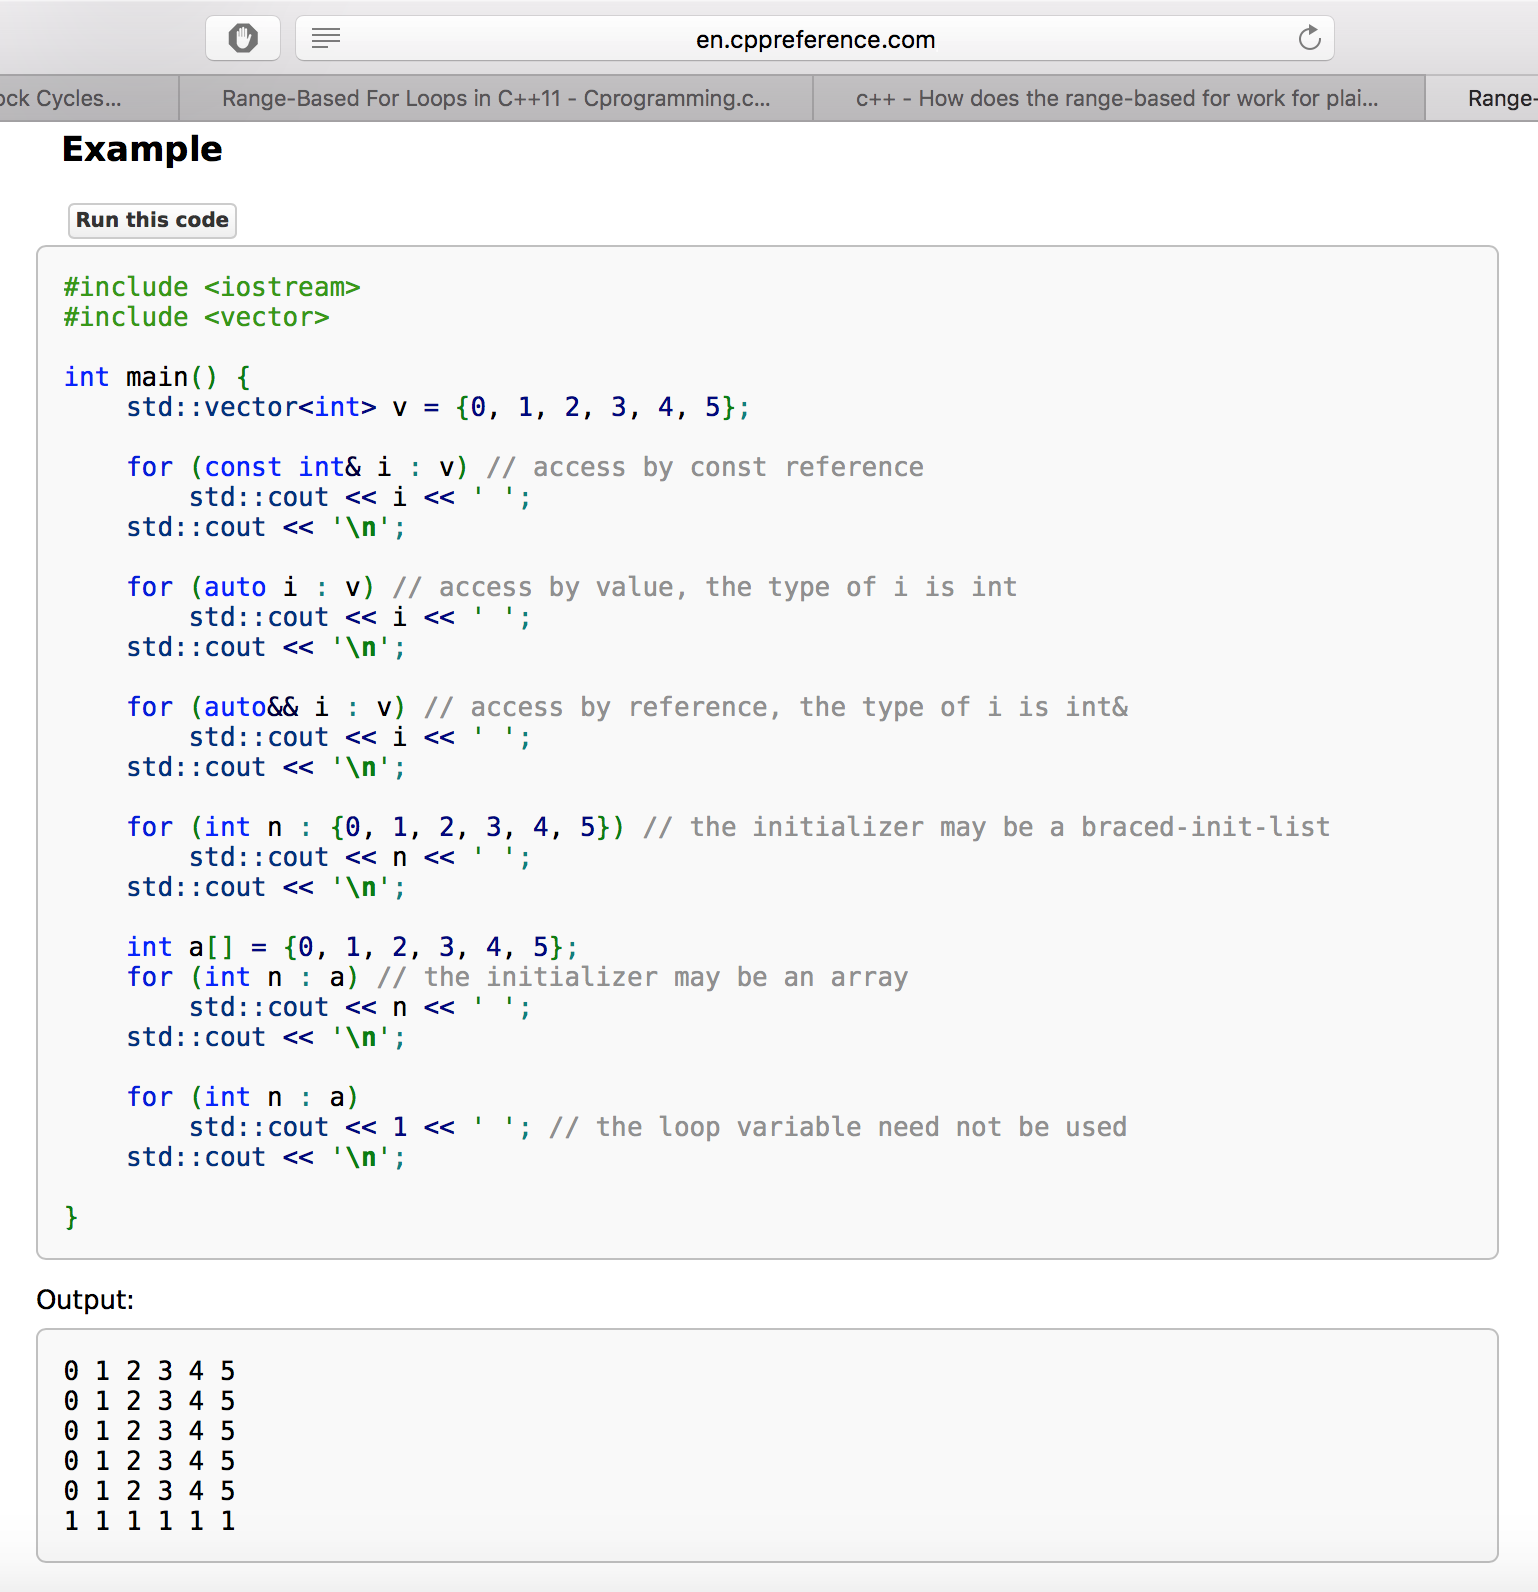 en.cppreference.com
ock Cycles...
Range-Based For Loops in C++11 - Cprogramming.c...
c++ - How does the range-based for work for plai...
Range-
Example
Run this code
#include <iostream>
#include <vector>
int main() {
    std::vector<int> v = {0, 1, 2, 3, 4, 5};
    for (const int& i : v) // access by const reference
        std::cout << i << ' ';
    std::cout << '\n';
    for (auto i : v) // access by value, the type of i is int
        std::cout << i << ' ';
    std::cout << '\n';
    for (auto&& i : v) // access by reference, the type of i is int&
        std::cout << i << ' ';
    std::cout << '\n';
    for (int n : {0, 1, 2, 3, 4, 5}) // the initializer may be a braced-init-list
        std::cout << n << ' ';
    std::cout << '\n';
    int a[] = {0, 1, 2, 3, 4, 5};
    for (int n : a) // the initializer may be an array
        std::cout << n << ' ';
    std::cout << '\n';
    for (int n : a)
        std::cout << 1 << ' '; // the loop variable need not be used
    std::cout << '\n';
}
Output:
0 1 2 3 4 5
0 1 2 3 4 5
0 1 2 3 4 5
0 1 2 3 4 5
0 1 2 3 4 5
1 1 1 1 1 1